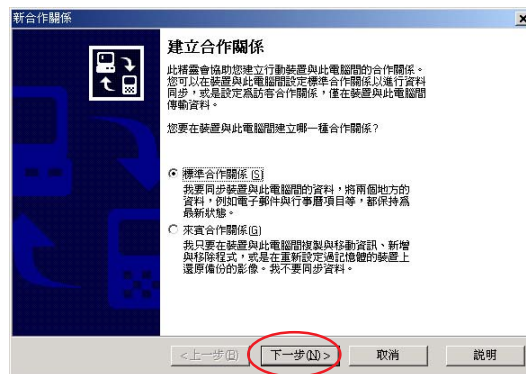 新合作關係
建立合作關係
此精靈會協助您建立行動裝置與此電腦間的合作關係。
您可以在裝置與此電腦間設定標準合作關係以進行資料
同步，或是設定為訪客合作關係，僅在裝置與此電腦間
傳輸資料。
您要在裝置與此電腦間建立哪一種合作關係?
標準合作關係(S)
我要同步裝置與此電腦間的資料，將兩個地方的
資料，例如電子郵件與行事曆項目等，都保持為
最新狀態。
來賓合作關係(G)
我只要在裝置與此電腦間複製與移動資訊、新增
與移除程式，或是在重新設定過記憶體的裝置上
還原備份的影像。我不要同步資料。
<上一步(B) 下一步(N)> 取消 說明